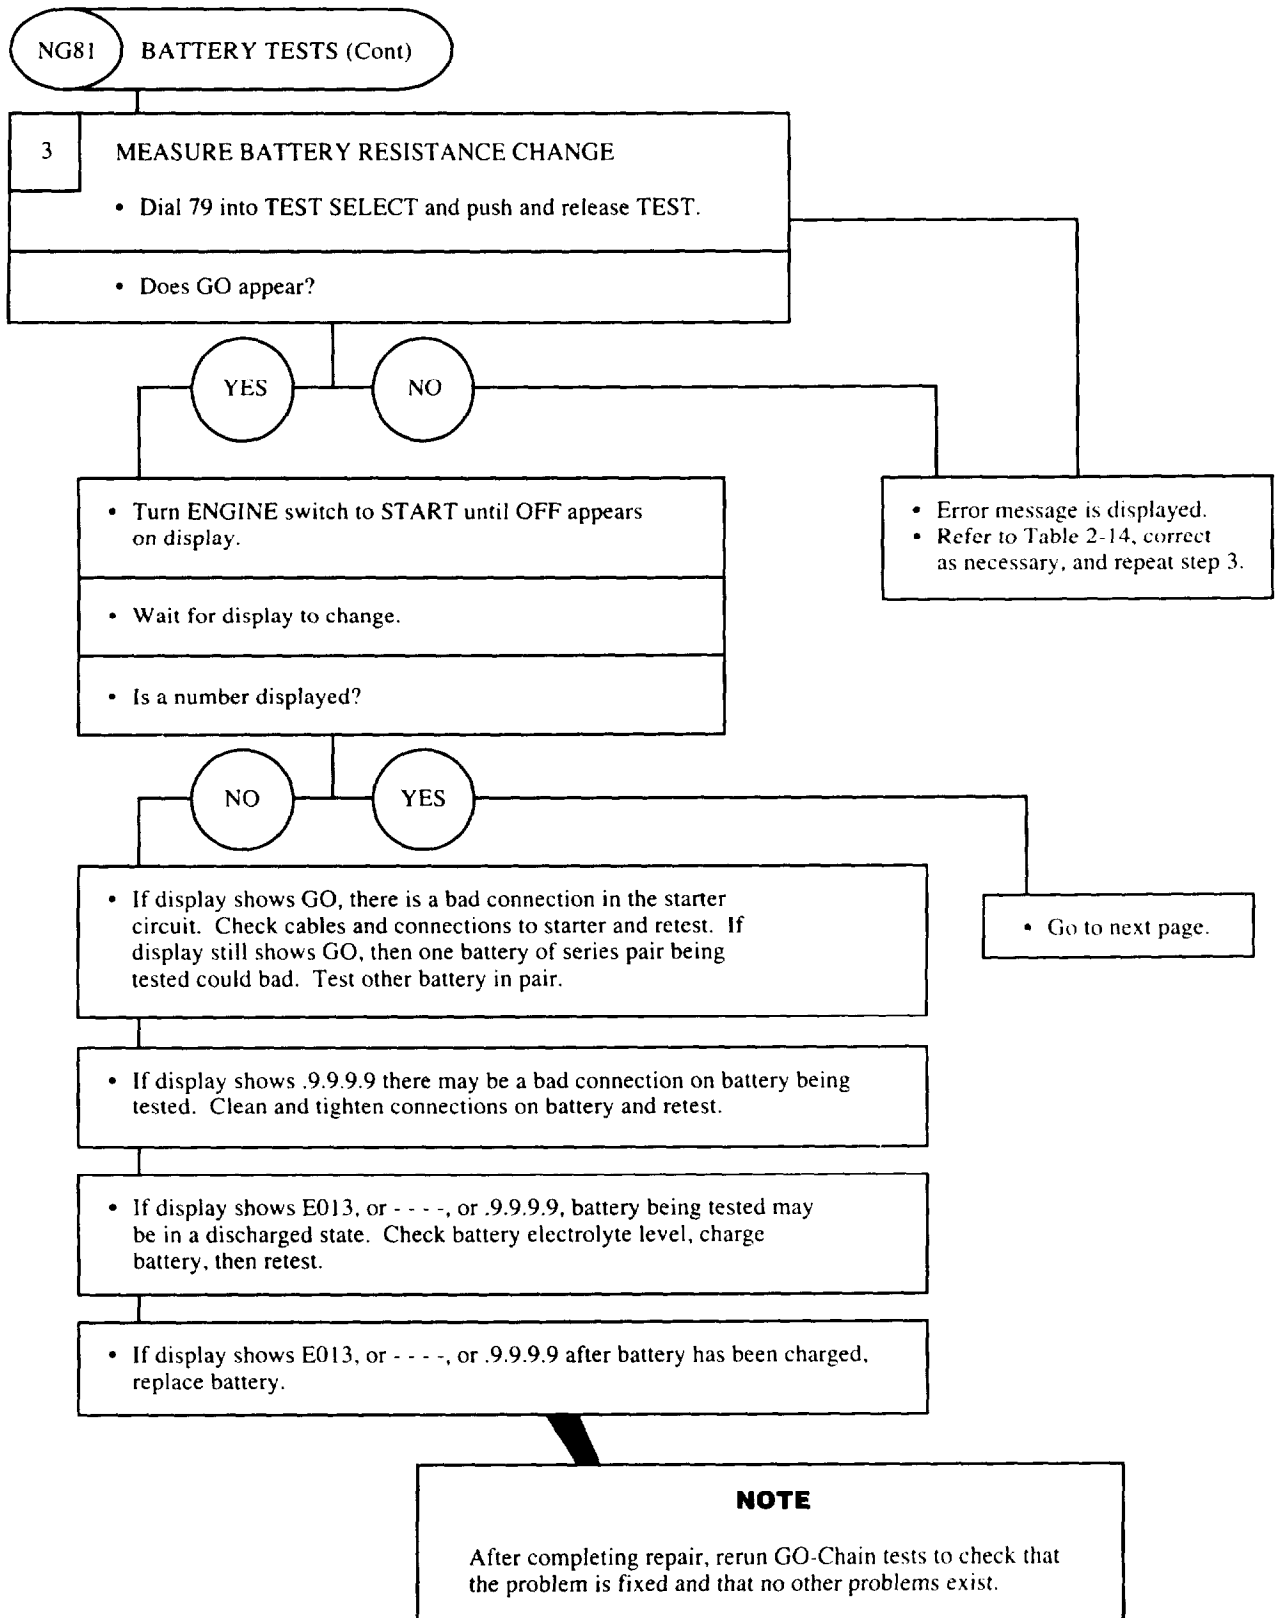 NG81 BATTERY TESTS (Cont)
3 MEASURE BATTERY RESISTANCE CHANGE
• Dial 79 into TEST SELECT and push and release TEST.
• Does GO appear?
YES NO
• Turn ENGINE switch to START until OFF appears
on display.
• Wait for display to change.
• Is a number displayed?
• Error message is displayed.
• Refer to Table 2-14, correct
as necessary, and repeat step 3.
NO YES
• If display shows GO, there is a bad connection in the starter
circuit. Check cables and connections to starter and retest. If
display still shows GO, then one battery of series pair being
tested could bad. Test other battery in pair.
• Go to next page.
• If display shows .9.9.9.9 there may be a bad connection on battery being
tested. Clean and tighten connections on battery and retest.
• If display shows E013, or - - - -, or .9.9.9.9, battery being tested may
be in a discharged state. Check battery electrolyte level, charge
battery, then retest.
• If display shows E013, or - - - -, or .9.9.9.9 after battery has been charged,
replace battery.
NOTE
After completing repair, rerun GO-Chain tests to check that
the problem is fixed and that no other problems exist.